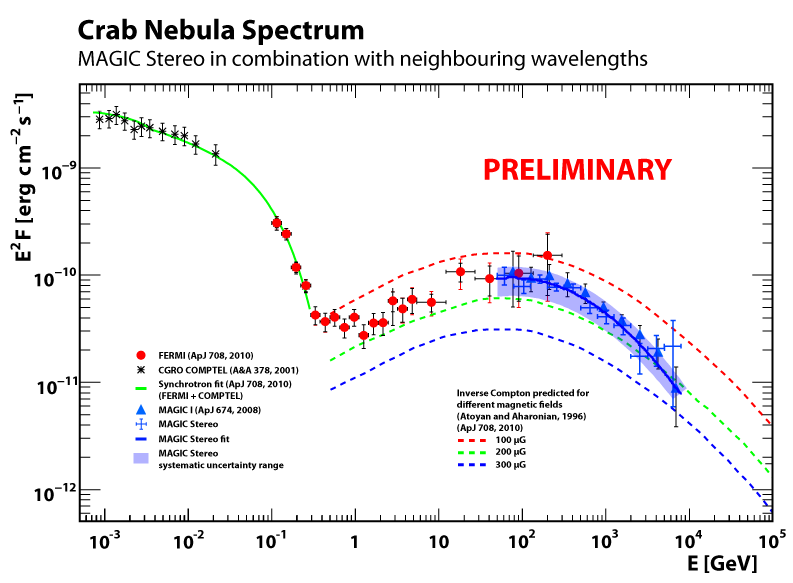 Crab Nebula Spectrum
MAGIC Stereo in combination with neighbouring wavelengths
E² F [erg cm⁻² s⁻¹]
10⁻⁹
10⁻¹⁰
10⁻¹¹
10⁻¹²
PRELIMINARY
FERMI (ApJ 708, 2010)
CGRO COMPTEL (A&A 378, 2001)
Synchrotron fit (ApJ 708, 2010)
(FERMI + COMPTEL)
MAGIC I (ApJ 674, 2008)
MAGIC Stereo
MAGIC Stereo fit
MAGIC Stereo
systematic uncertainty range
Inverse Compton predicted for
different magnetic fields
(Atoyan and Aharonian, 1996)
(ApJ 708, 2010)
100 µG
200 µG
300 µG
10⁻³ 10⁻² 10⁻¹ 1 10 10² 10³ 10⁴ 10⁵
E [GeV]